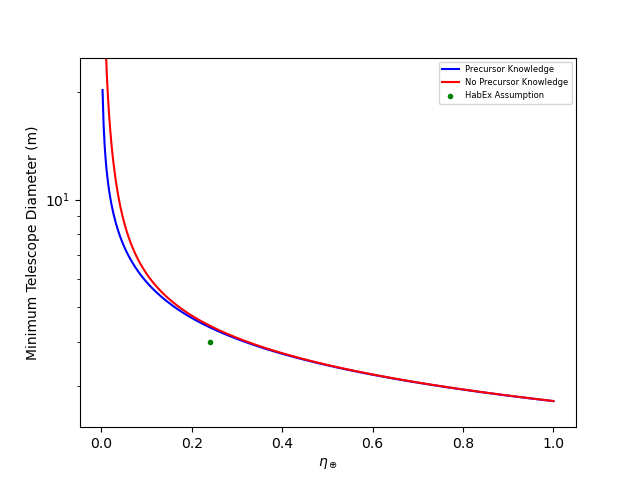 Precursor Knowledge
No Precursor Knowledge
HabEx Assumption
Minimum Telescope Diameter (m)
10¹
0.0 0.2 0.4 0.6 0.8 1.0
η⊕